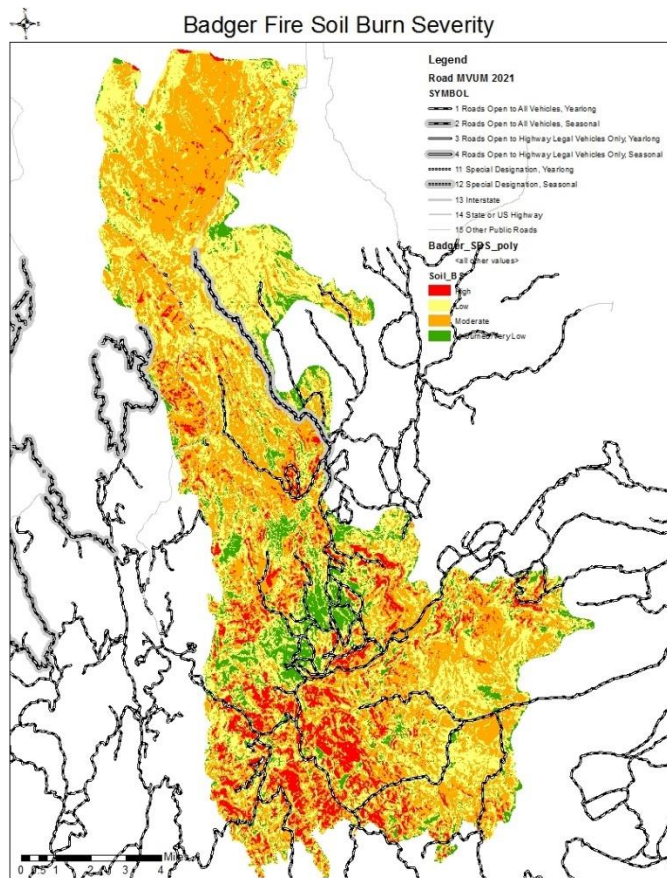 Badger Fire Soil Burn Severity
Legend
Road MVUM 2021
SYMBOL
1 Roads Open to All Vehicles, Yearlong
2 Roads Open to All Vehicles, Seasonal
3 Roads Open to Highway Legal Vehicles Only, Yearlong
4 Roads Open to Highway Legal Vehicles Only, Seasonal
11 Special Designation, Yearlong
12 Special Designation, Seasonal
13 Interstate
14 State or US Highway
15 Other Public Roads
Badger_SBS_poly
<all other values>
Soil_BS
High
Low
Moderate
Low
Miles
0 0.5 1 2 3 4